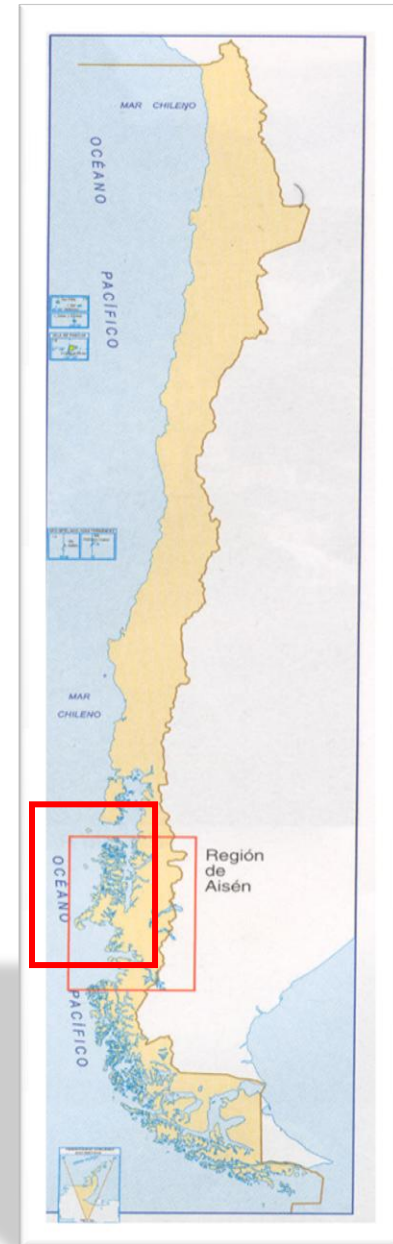 MAR CHILENO
OCÉANO
PACÍFICO
MAR
CHILENO
Región
de
Aisén
OCÉANO
PACÍFICO